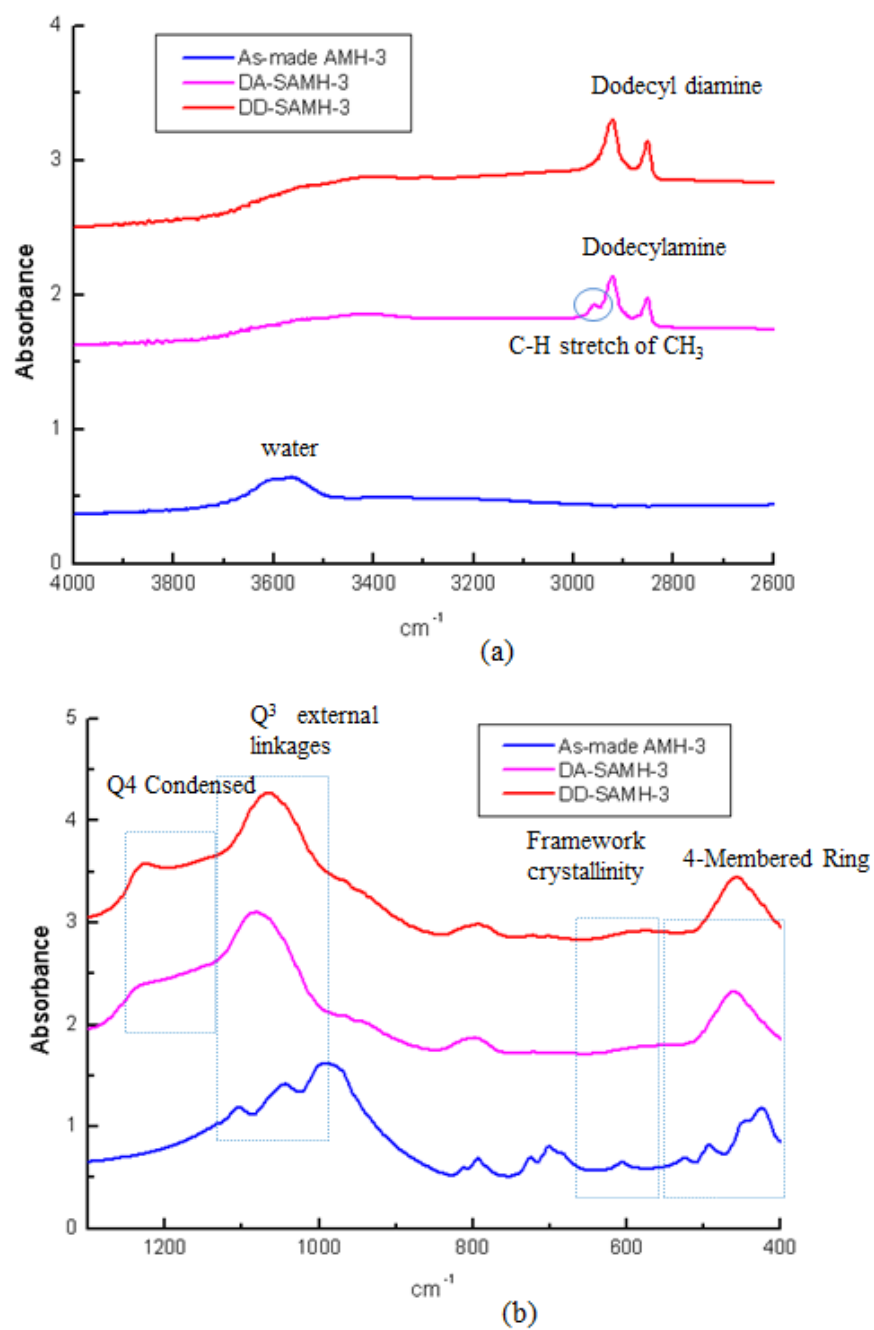 4
As-made AMH-3
DA-SAMH-3
DD-SAMH-3
Dodecyl diamine
3
Dodecylamine
2
C-H stretch of CH₃
1
water
0
Absorbance
4000 3800 3600 3400 3200 3000 2800 2600
cm⁻¹
(a)
5
Q³ external
linkages
As-made AMH-3
DA-SAMH-3
DD-SAMH-3
Q4 Condensed
4
Framework
crystallinity
4-Membered Ring
3
2
1
0
Absorbance
1200 1000 800 600 400
cm⁻¹
(b)